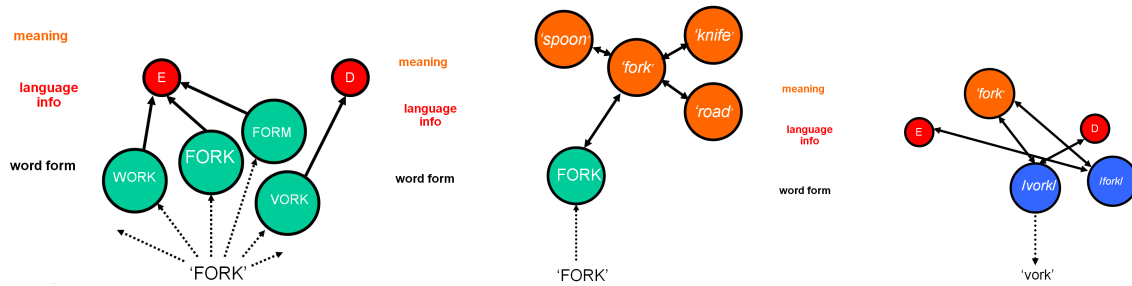 meaning
language
info
word form
E
D
FORM
FORK
WORK
VORK
'FORK'
meaning
language
info
word form
'spoon'
'knife'
'fork'
'road'
FORK
'FORK'
meaning
language
info
word form
'fork'
E
D
/vork/
/fork/
'vork'